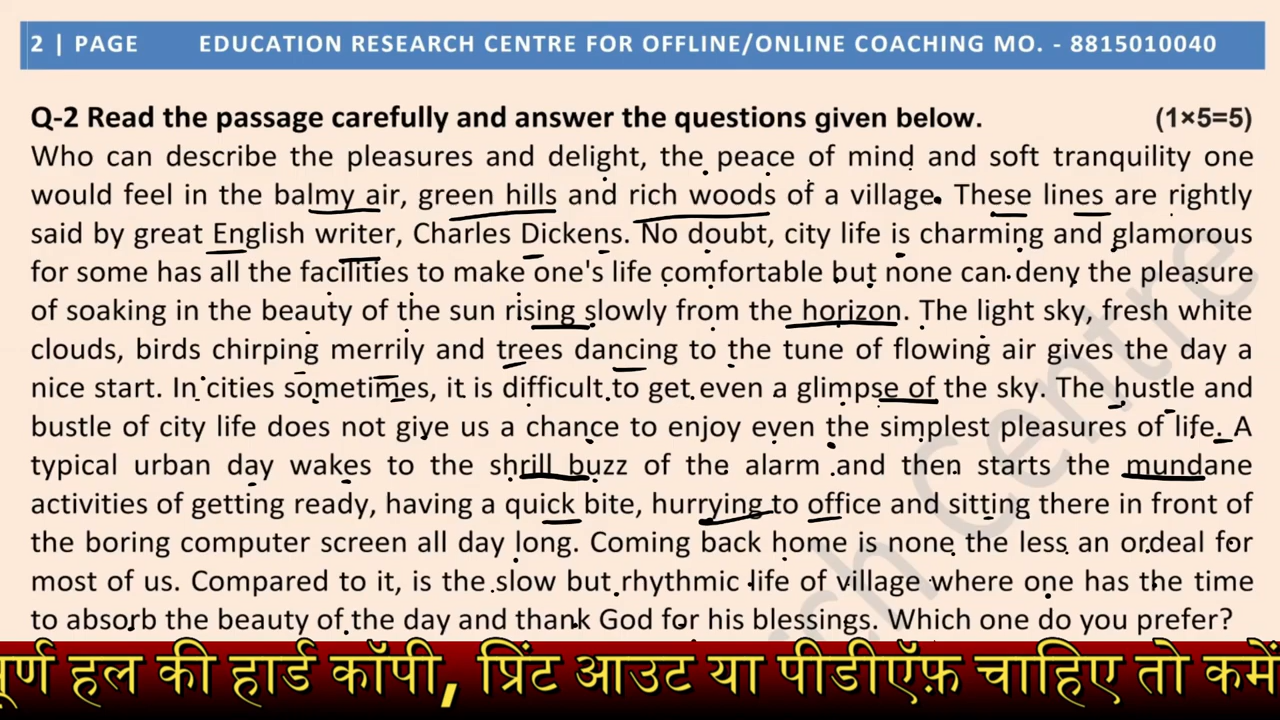 2 | PAGE EDUCATION RESEARCH CENTRE FOR OFFLINE/ONLINE COACHING MO. - 8815010040
Q-2 Read the passage carefully and answer the questions given below. (1×5=5)
Who can describe the pleasures and delight, the peace of mind and soft tranquility one
would feel in the balmy air, green hills and rich woods of a village. These lines are rightly
said by great English writer, Charles Dickens. No doubt, city life is charming and glamorous
for some has all the facilities to make one's life comfortable but none can deny the pleasure
of soaking in the beauty of the sun rising slowly from the horizon. The light sky, fresh white
clouds, birds chirping merrily and trees dancing to the tune of flowing air gives the day a
nice start. In cities sometimes, it is difficult to get even a glimpse of the sky. The hustle and
bustle of city life does not give us a chance to enjoy even the simplest pleasures of life. A
typical urban day wakes to the shrill buzz of the alarm and then starts the mundane
activities of getting ready, having a quick bite, hurrying to office and sitting there in front of
the boring computer screen all day long. Coming back home is none the less an ordeal for
most of us. Compared to it, is the slow but rhythmic life of village where one has the time
to absorb the beauty of the day and thank God for his blessings. Which one do you prefer?
हल की हार्ड कॉपी, प्रिंट आउट या पीडीऍफ़ चाहिए तो